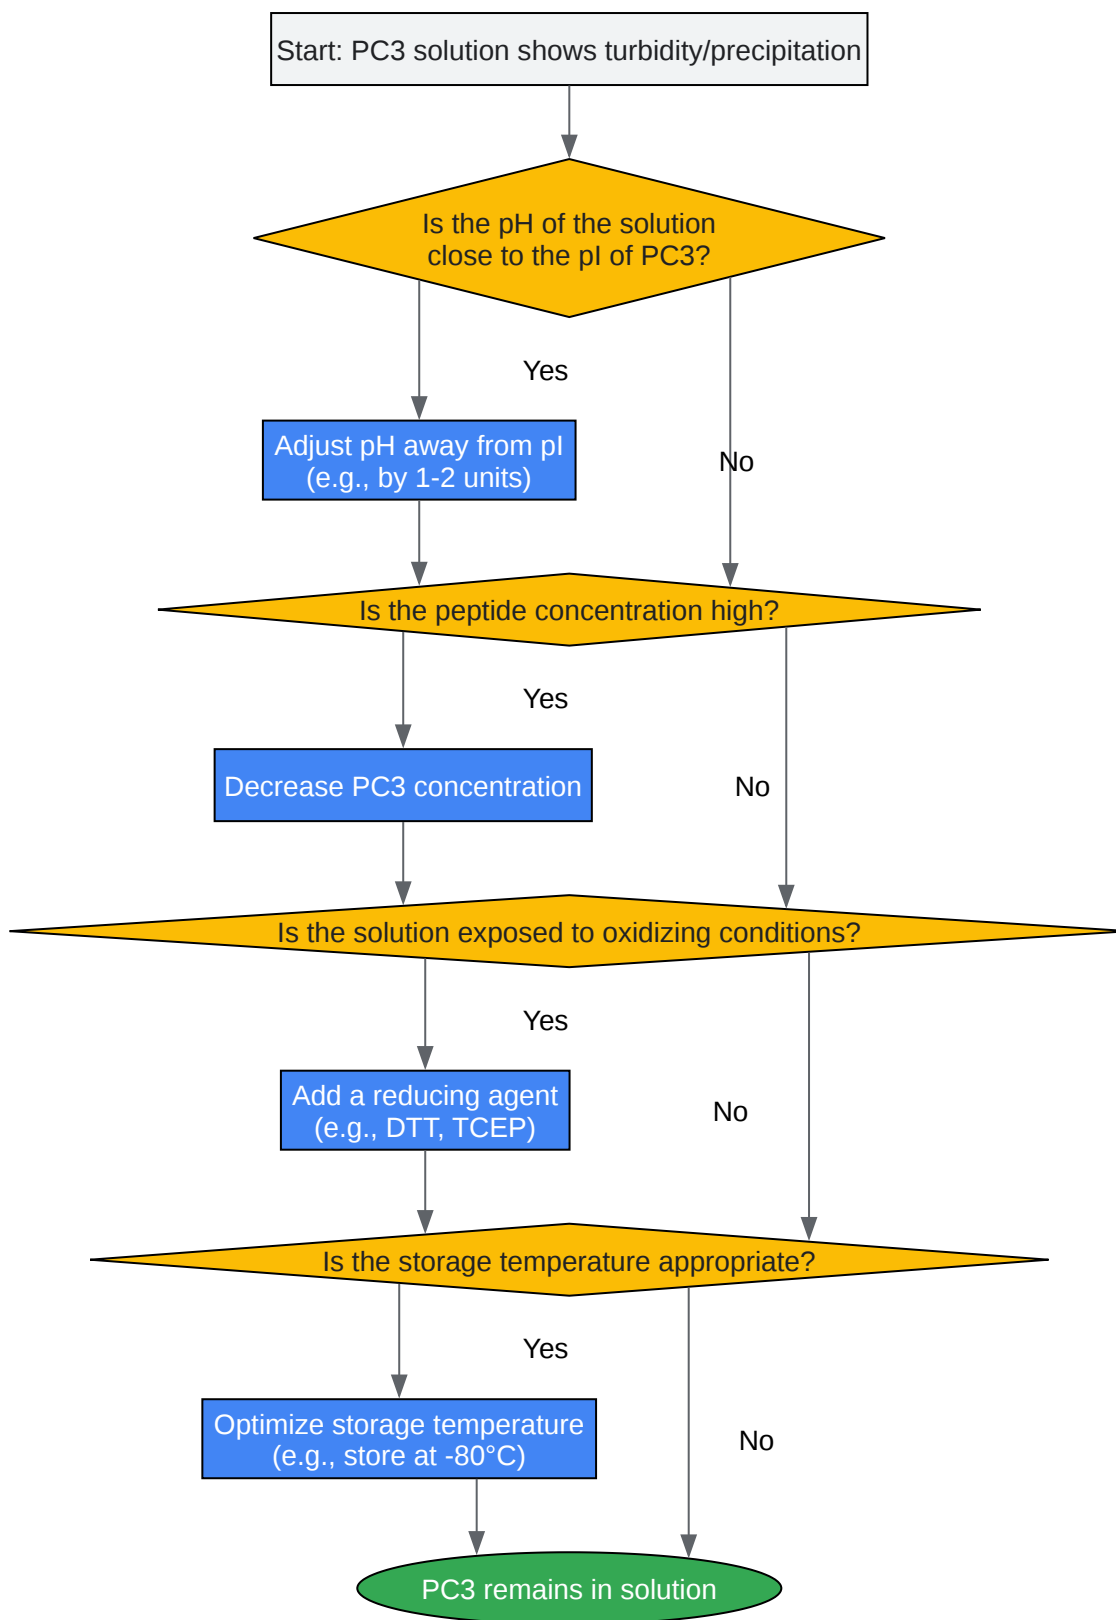 Start: PC3 solution shows turbidity/precipitation
Is the pH of the solution
close to the pI of PC3?
Yes
Adjust pH away from pI
(e.g., by 1-2 units)
No
Is the peptide concentration high?
Yes
Decrease PC3 concentration
No
Is the solution exposed to oxidizing conditions?
Yes
Add a reducing agent
(e.g., DTT, TCEP)
No
Is the storage temperature appropriate?
Yes
Optimize storage temperature
(e.g., store at -80°C)
No
PC3 remains in solution